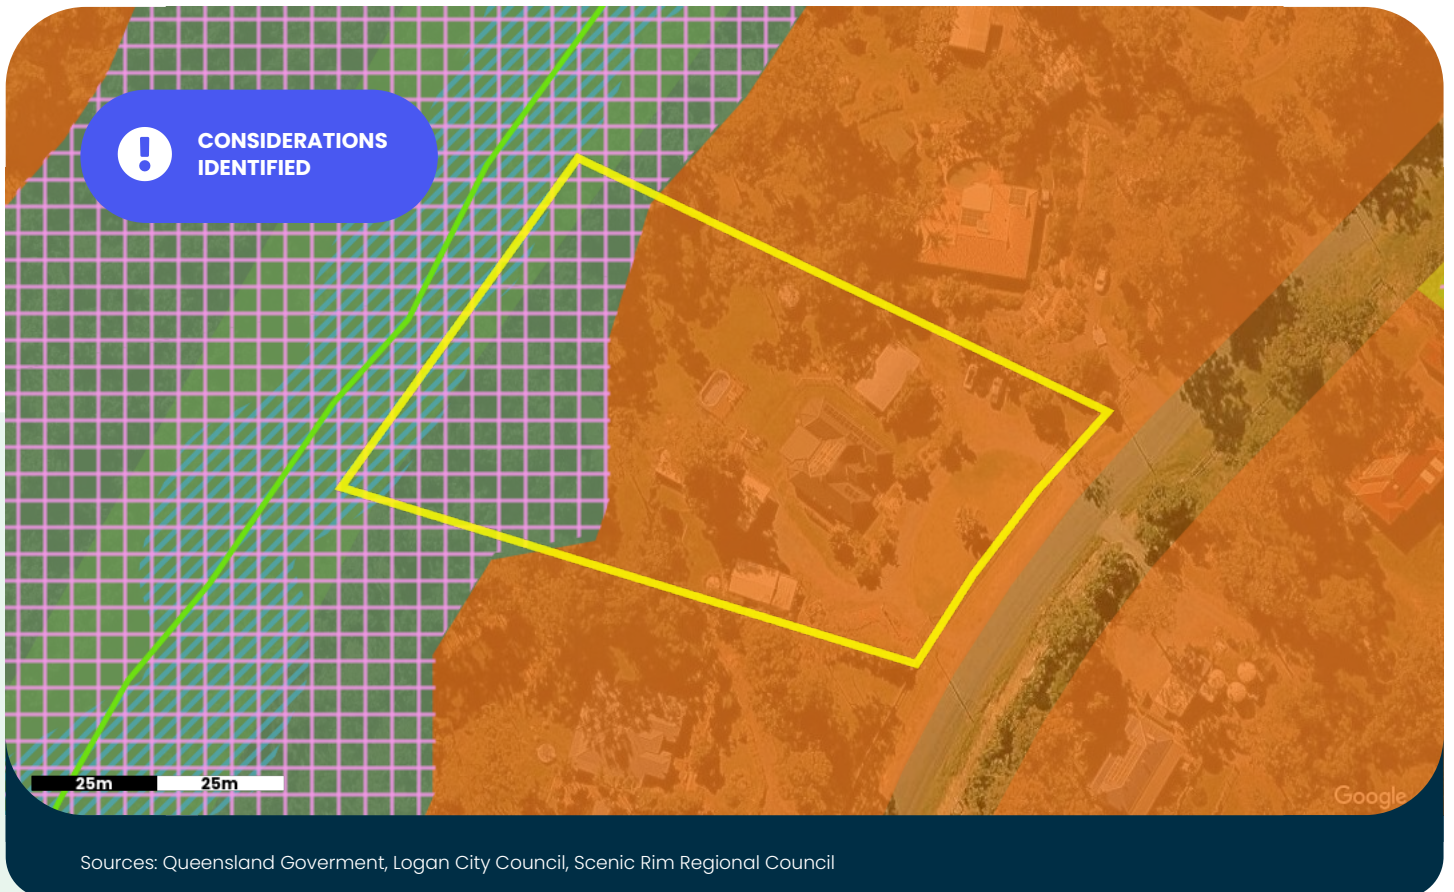 CONSIDERATIONS
IDENTIFIED
25m 25m
Google
Sources: Queensland Goverment, Logan City Council, Scenic Rim Regional Council